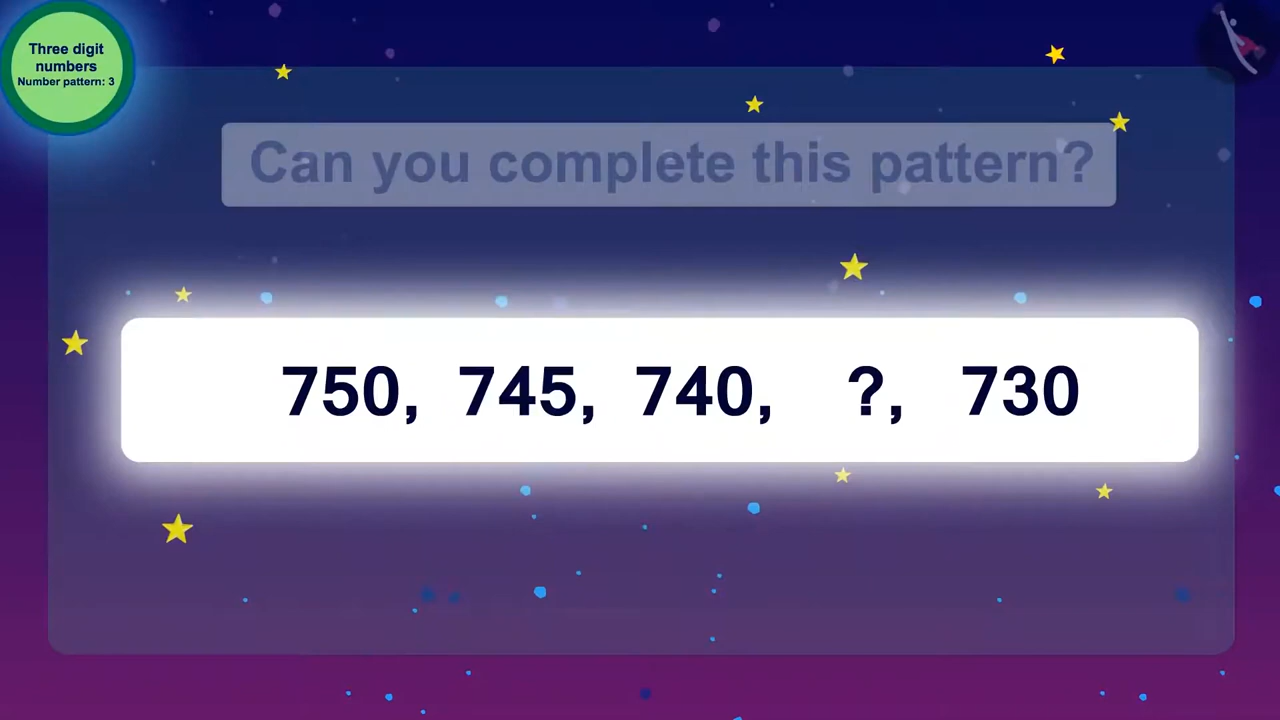 Three digit
numbers
Number pattern: 3
Can you complete this pattern?
750, 745, 740, ?, 730